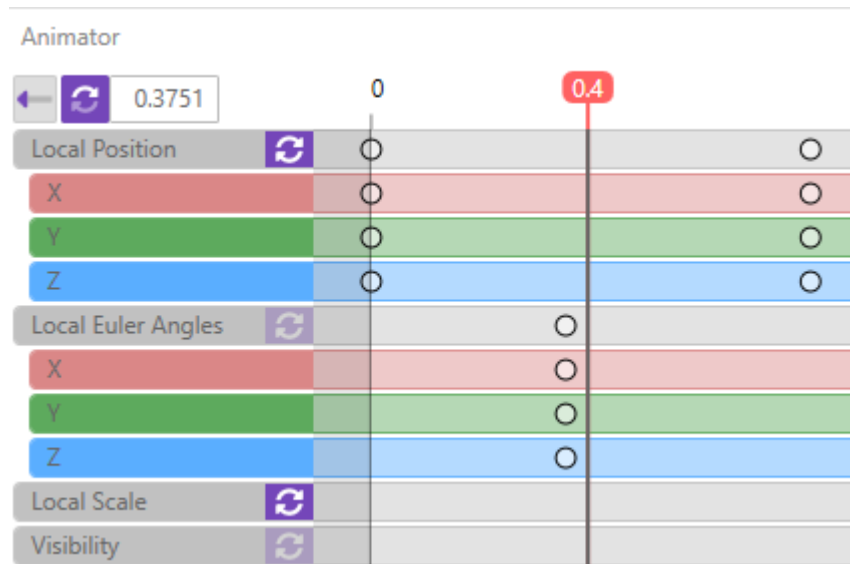 Animator
0.3751 0 0.4
Local Position
X
Y
Z
Local Euler Angles
X
Y
Z
Local Scale
Visibility